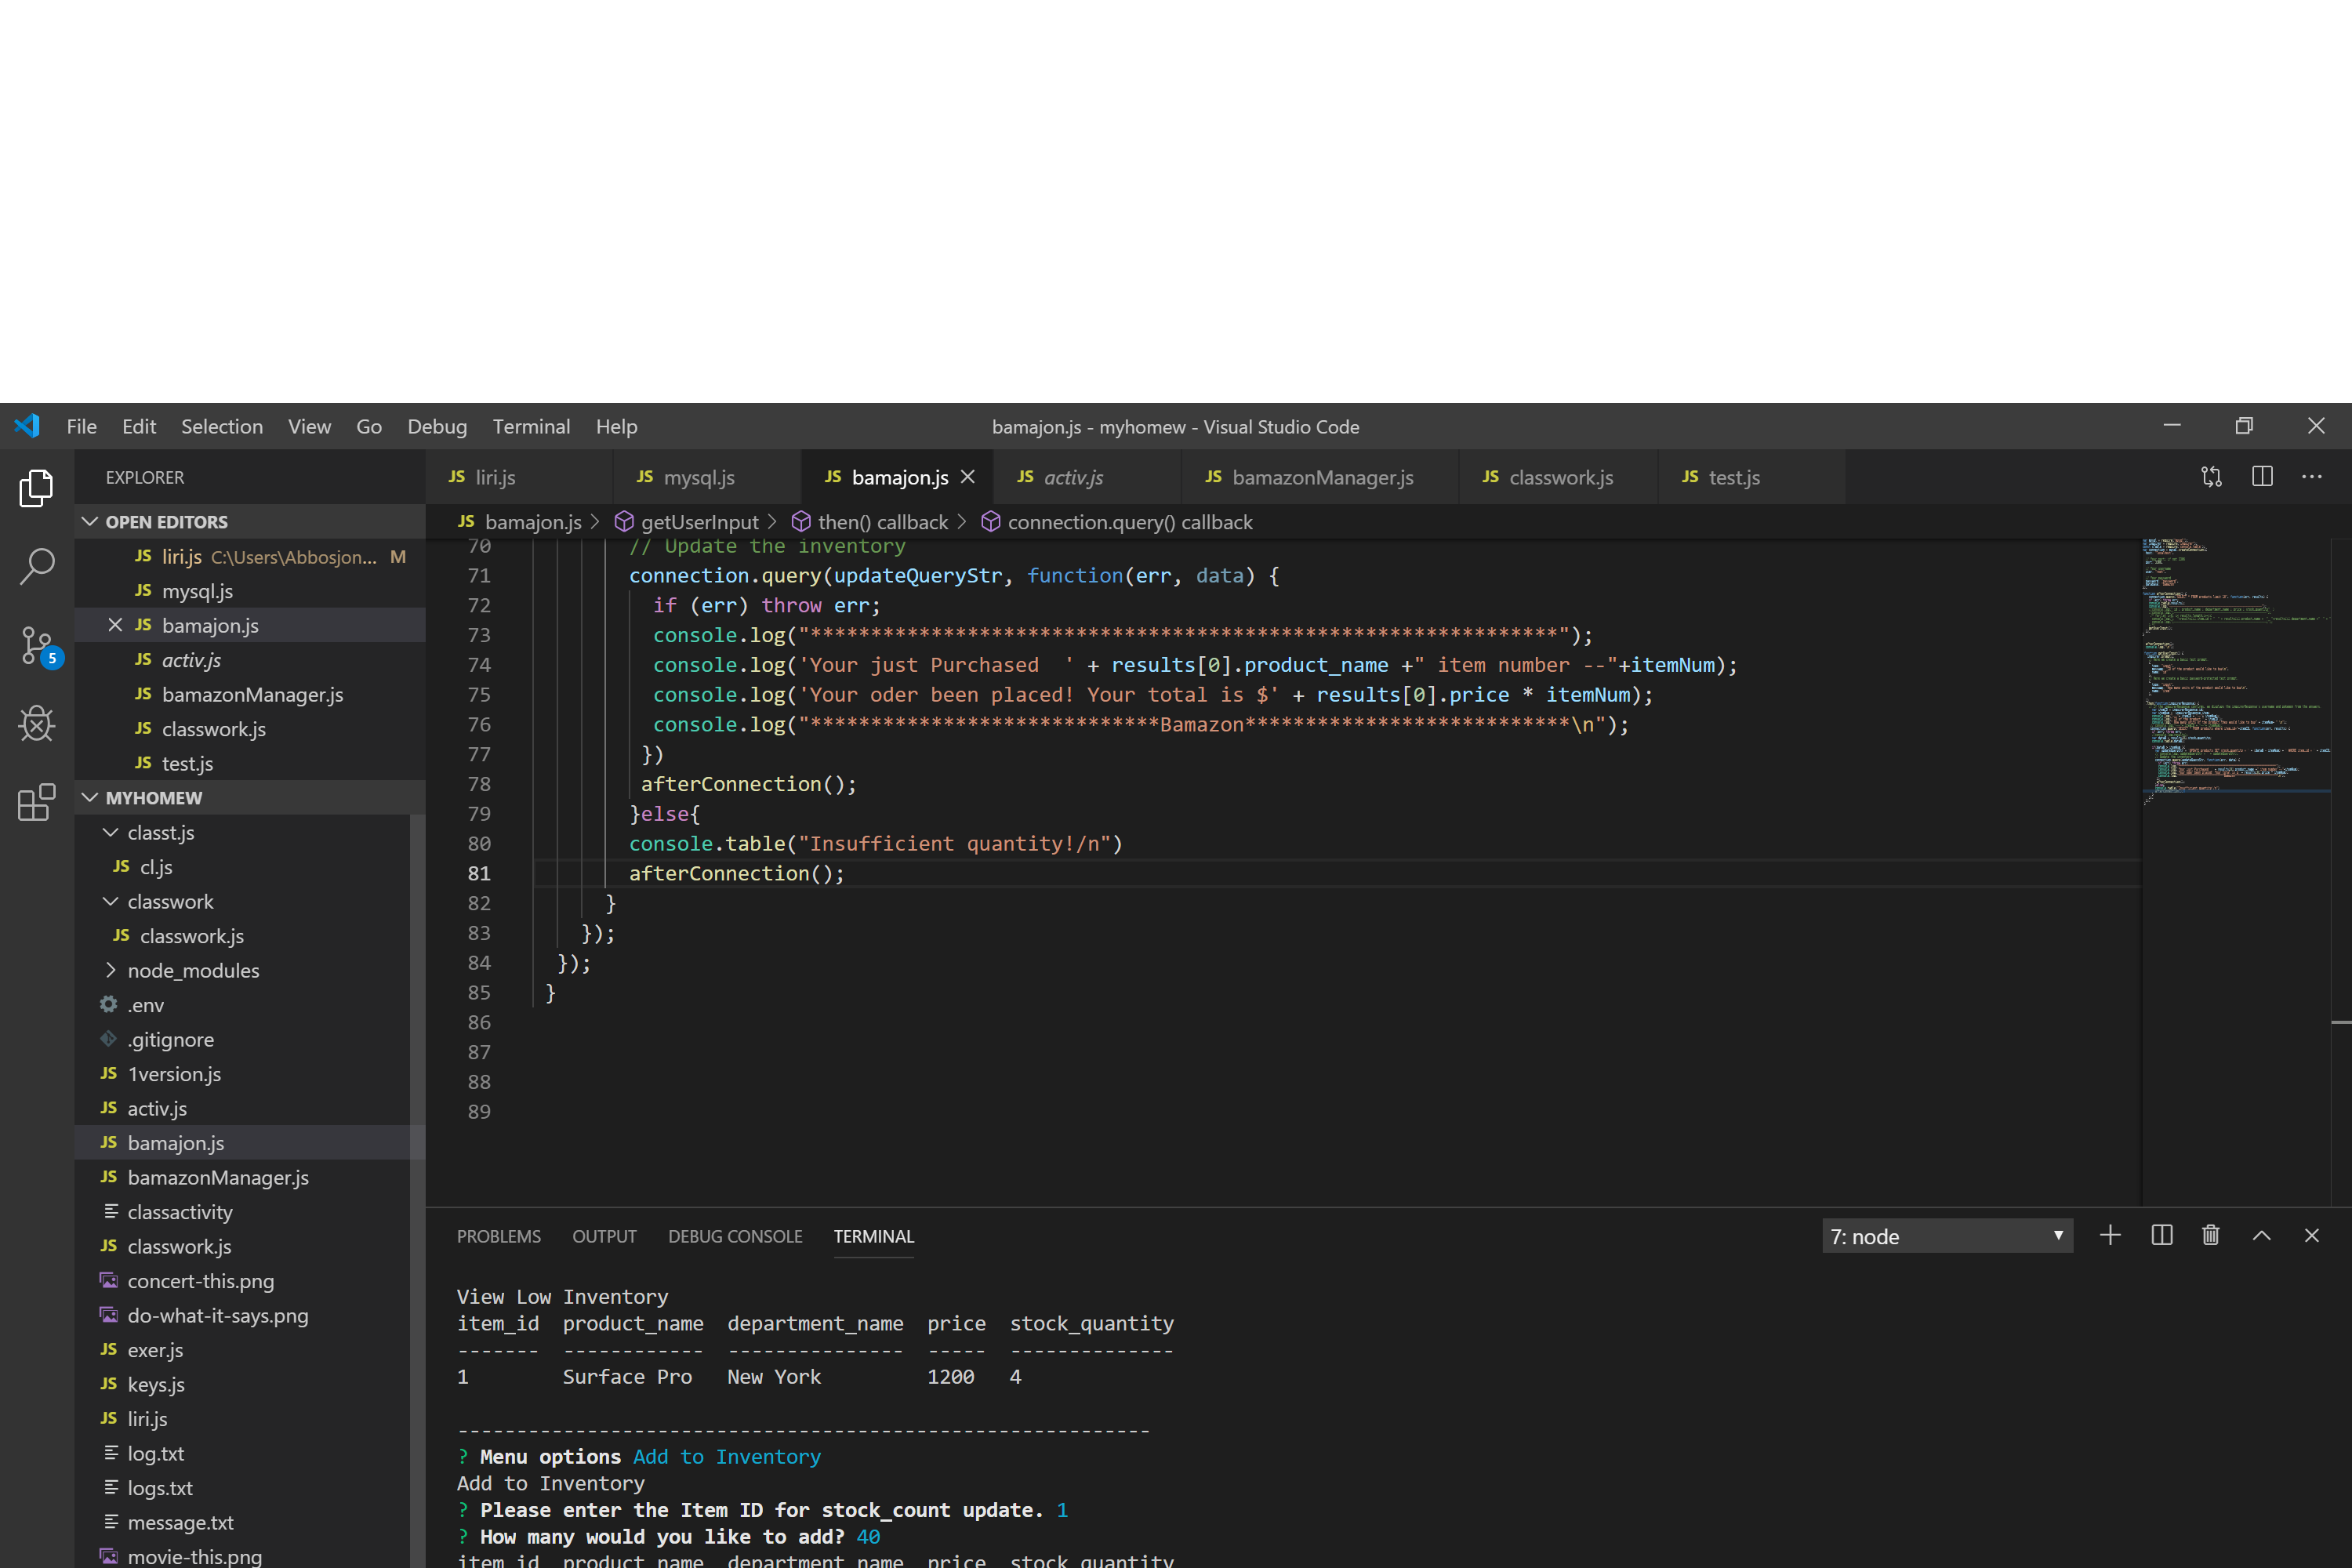 File Edit Selection View Go Debug Terminal Help bamajon.js - myhomew - Visual Studio Code
EXPLORER
OPEN EDITORS
JS liri.js C:\Users\Abbosjon... M
JS mysql.js
JS bamajon.js
JS activ.js
JS bamazonManager.js
JS classwork.js
JS test.js
MYHOMEW
classt.js
JS cl.js
classwork
JS classwork.js
node_modules
.env
.gitignore
JS 1version.js
JS activ.js
JS bamajon.js
JS bamazonManager.js
classactivity
JS classwork.js
concert-this.png
do-what-it-says.png
JS exer.js
JS keys.js
JS liri.js
log.txt
logs.txt
message.txt
movie-this.png
5
JS liri.js JS mysql.js JS bamajon.js JS activ.js JS bamazonManager.js JS classwork.js JS test.js
JS bamajon.js > getUserInput > then() callback > connection.query() callback
70 // Update the inventory
71 connection.query(updateQueryStr, function(err, data) {
72 if (err) throw err;
73 console.log("**************************************************************");
74 console.log('Your just Purchased  ' + results[0].product_name +" item number --"+itemNum);
75 console.log('Your oder been placed! Your total is $' + results[0].price * itemNum);
76 console.log("*****************************Bamazon***************************\n");
77 })
78 afterConnection();
79 }else{
80 console.table("Insufficient quantity!/n")
81 afterConnection();
82 }
83 });
84 });
85 }
86
87
88
89
PROBLEMS OUTPUT DEBUG CONSOLE TERMINAL 7: node
View Low Inventory
item_id  product_name  department_name  price  stock_quantity
-------  ------------  ---------------  -----  --------------
1        Surface Pro   New York         1200   4
-----------------------------------------------------------
? Menu options Add to Inventory
Add to Inventory
? Please enter the Item ID for stock_count update. 1
? How many would you like to add? 40
item_id  product_name  department_name  price  stock_quantity